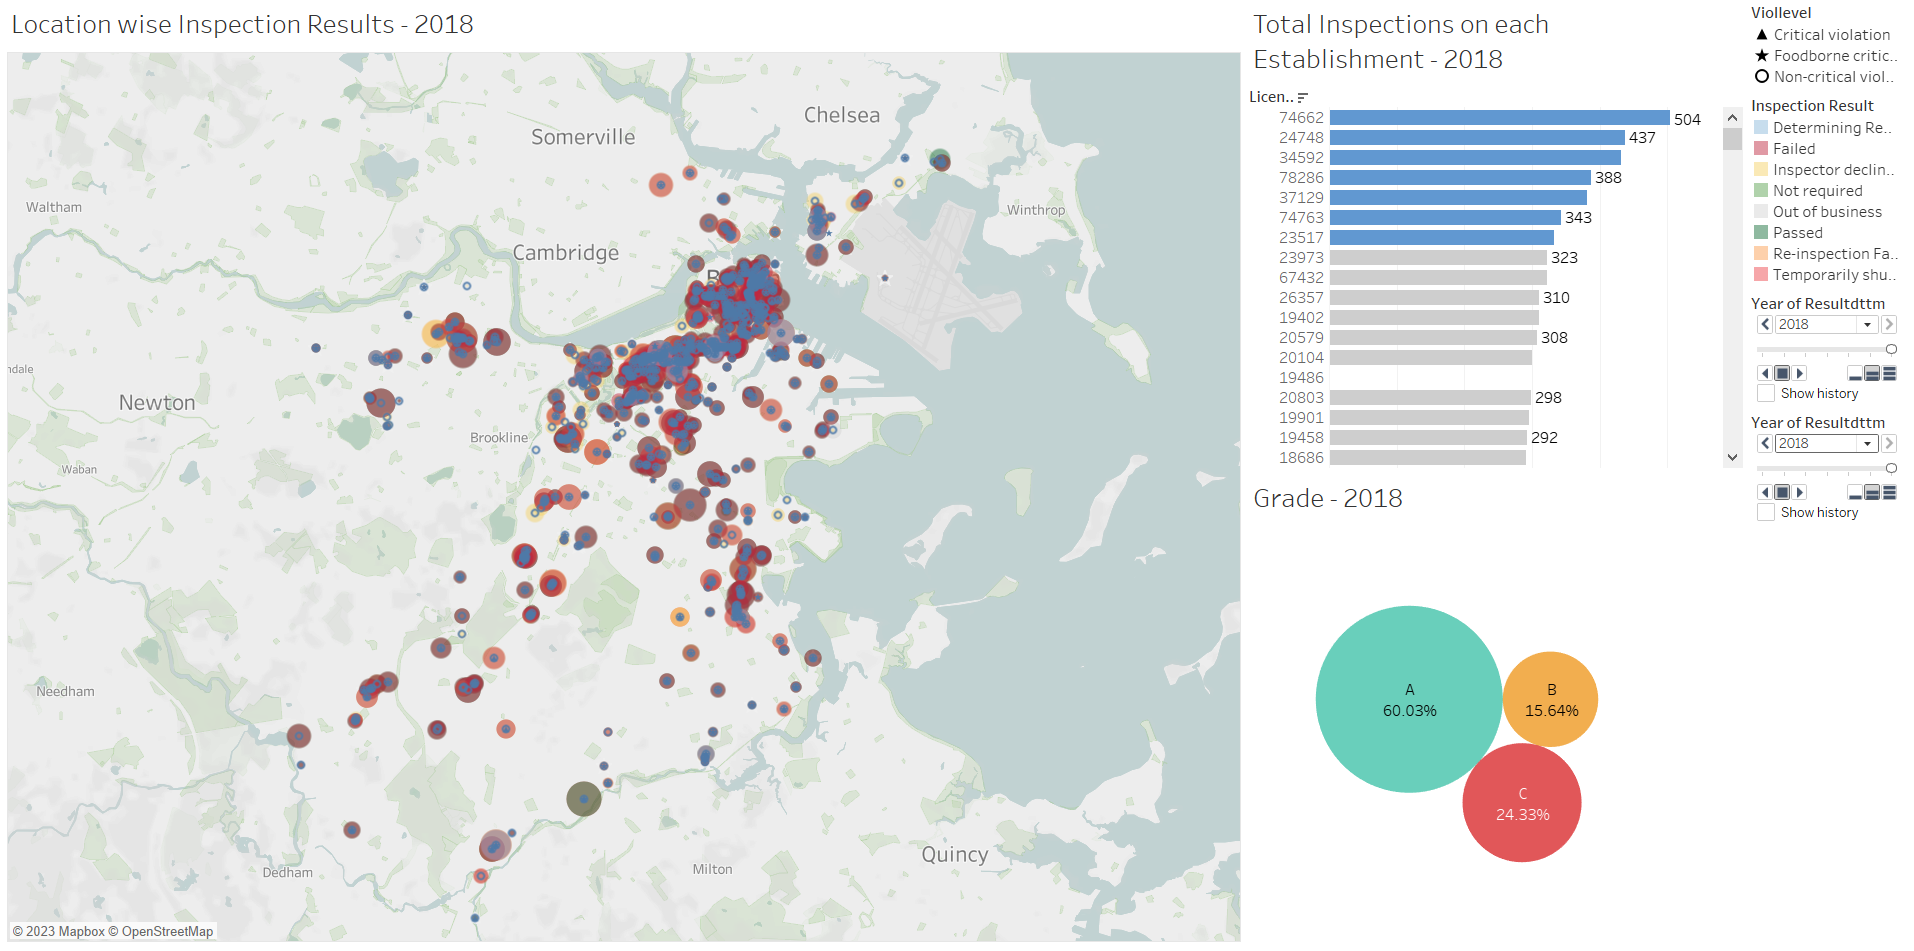 Location wise Inspection Results - 2018
Chelsea
Somerville
Waltham
Winthrop
Cambridge
B
ndale
Newton
Brookline
Waban
Needham
Quincy
Milton
Dedham
© 2023 Mapbox © OpenStreetMap
Total Inspections on each
Establishment - 2018
Licen..
74662 504
24748 437
34592
78286 388
37129
74763 343
23517
23973 323
67432
26357 310
19402
20579 308
20104
19486
20803 298
19901
19458 292
18686
Grade - 2018
A
60.03%
B
15.64%
C
24.33%
Viollevel
Critical violation
Foodborne critic..
Non-critical viol..
Inspection Result
Determining Re..
Failed
Inspector declin..
Not required
Out of business
Passed
Re-inspection Fa..
Temporarily shu..
Year of Resultdttm
2018
Show history
Year of Resultdttm
2018
Show history